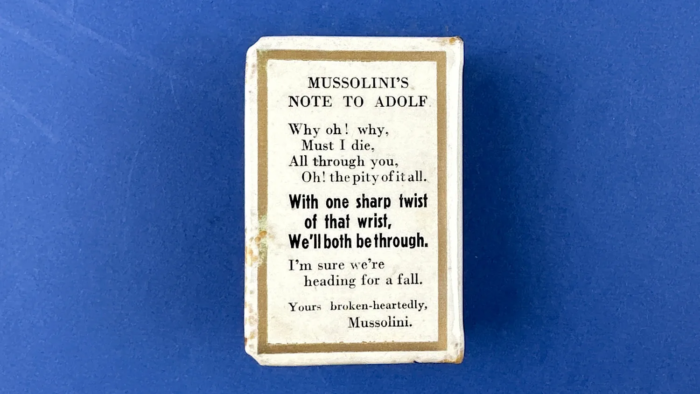 MUSSOLINI'S
NOTE TO ADOLF
Why oh! why,
Must I die,
All through you,
Oh! the pity of it all.
With one sharp twist
of that wrist,
We'll both be through.
I'm sure we're
heading for a fall.
Yours broken-heartedly,
Mussolini.